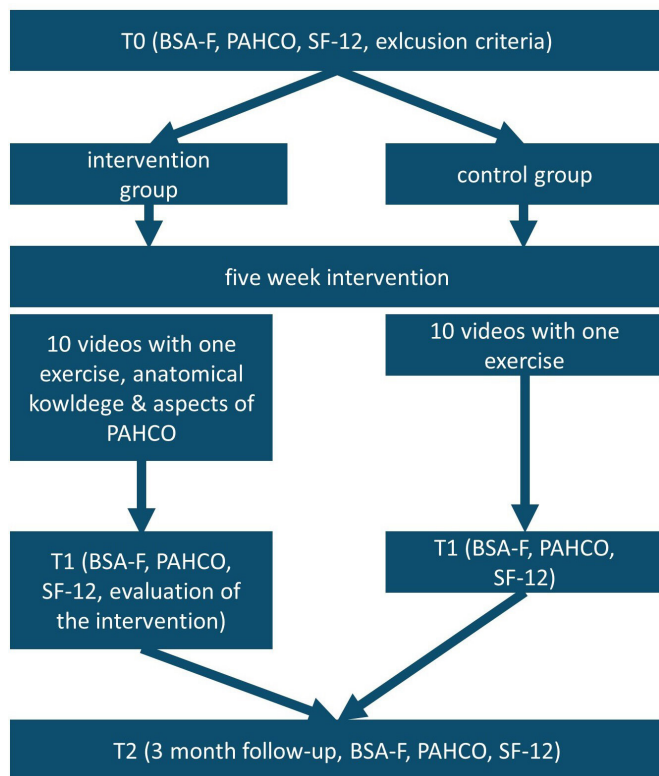 T0 (BSA-F, PAHCO, SF-12, exlcusion criteria)
intervention
group
control group
five week intervention
10 videos with one
exercise, anatomical
kowldege & aspects of
PAHCO
10 videos with one
exercise
T1 (BSA-F, PAHCO,
SF-12, evaluation of
the intervention)
T1 (BSA-F, PAHCO,
SF-12)
T2 (3 month follow-up, BSA-F, PAHCO, SF-12)